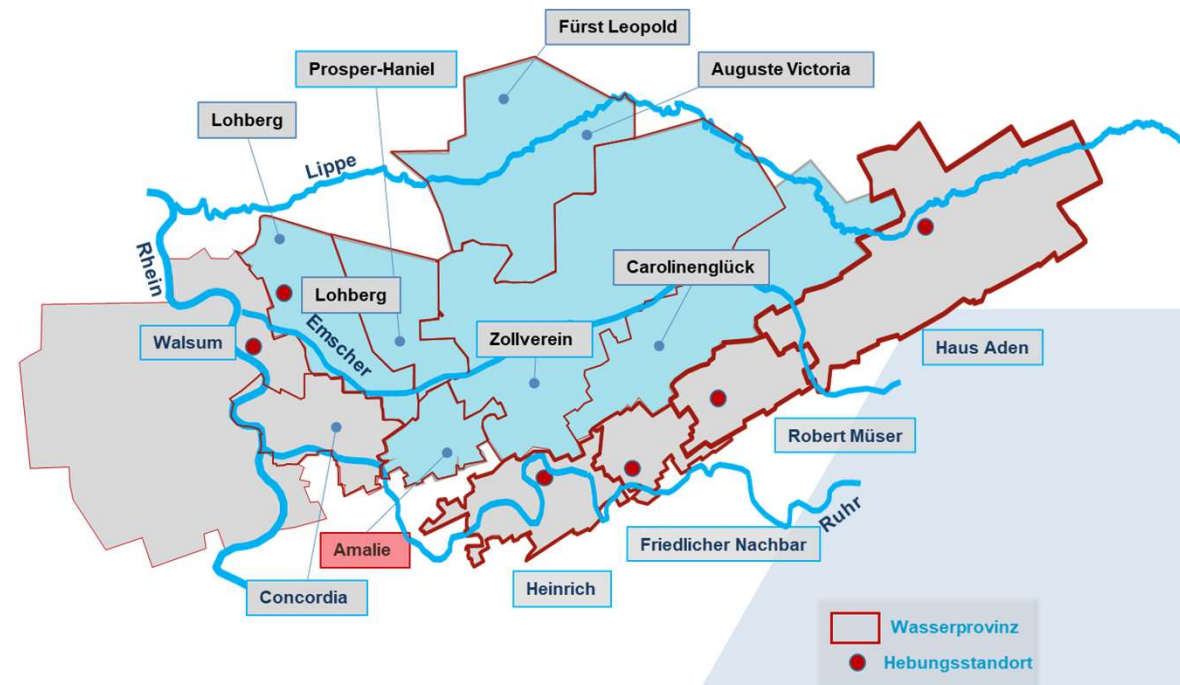 Fürst Leopold
Prosper-Haniel
Auguste Victoria
Lohberg
Lippe
Rhein
Carolinenglück
Lohberg
Emscher
Walsum
Zollverein
Haus Aden
Robert Müser
Ruhr
Amalie
Friedlicher Nachbar
Concordia
Heinrich
Wasserprovinz
Hebungsstandort